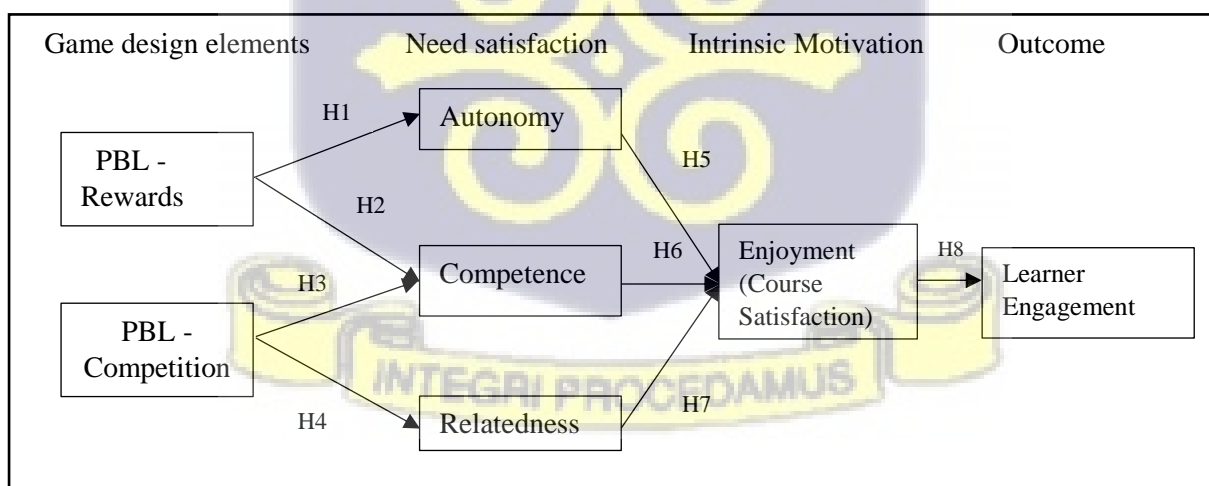 Game design elements Need satisfaction Intrinsic Motivation Outcome
H1
Autonomy
PBL -
Rewards
H5
H2
H3
Competence
H6
Enjoyment
(Course
Satisfaction)
H8
Learner
Engagement
PBL -
Competition
INTEGRI PROCEDAMUS
H4
Relatedness
H7